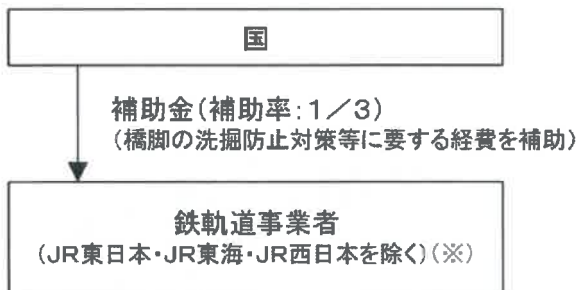 国
補助金(補助率:1/3)
(橋脚の洗掘防止対策等に要する経費を補助)
鉄軌道事業者
(JR東日本・JR東海・JR西日本を除く)(※)